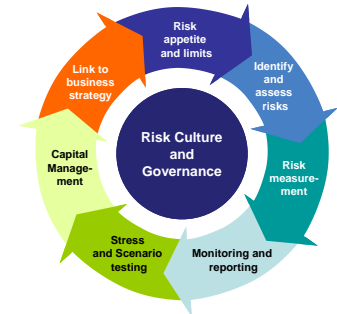 Risk
appetite
and limits
Identify
and
assess
risks
Risk
measure-
ment
Monitoring and
reporting
Stress
and Scenario
testing
Capital
Manage-
ment
Link to
business
strategy
Risk Culture
and
Governance